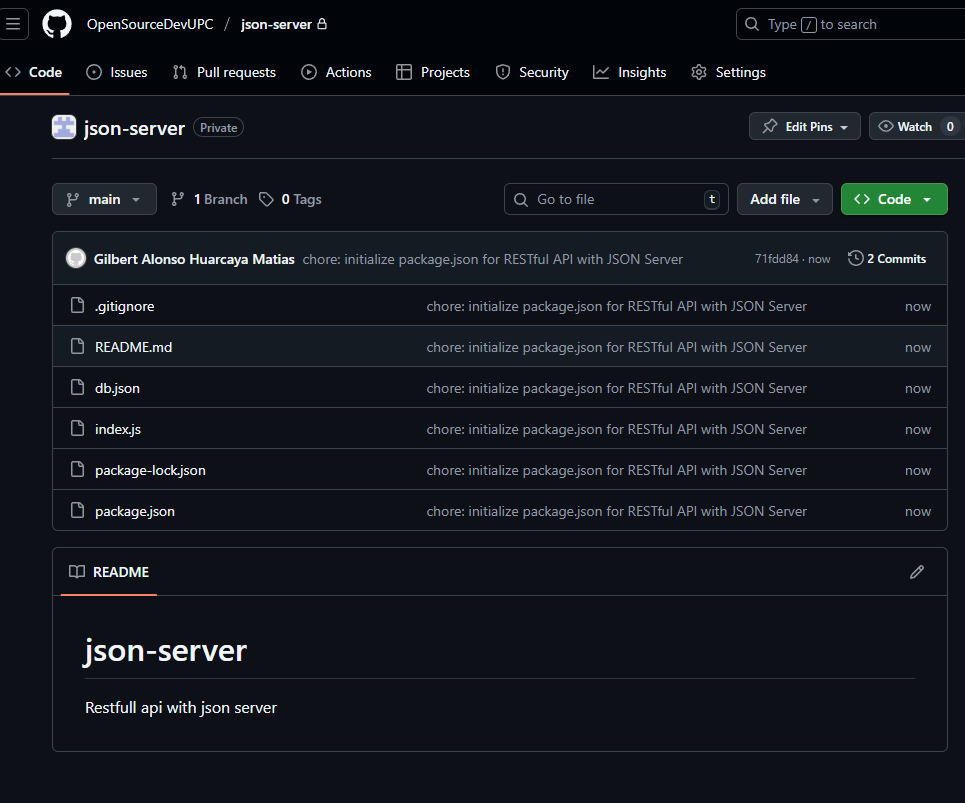 OpenSourceDevUPC / json-server
Type / to search
Code Issues Pull requests Actions Projects Security Insights Settings
json-server Private
Edit Pins Watch 0
main 1 Branch 0 Tags
Go to file t Add file Code
Gilbert Alonso Huarcaya Matias chore: initialize package.json for RESTful API with JSON Server 71fdd84 · now 2 Commits
.gitignore chore: initialize package.json for RESTful API with JSON Server now
README.md chore: initialize package.json for RESTful API with JSON Server now
db.json chore: initialize package.json for RESTful API with JSON Server now
index.js chore: initialize package.json for RESTful API with JSON Server now
package-lock.json chore: initialize package.json for RESTful API with JSON Server now
package.json chore: initialize package.json for RESTful API with JSON Server now
README
json-server
Restfull api with json server